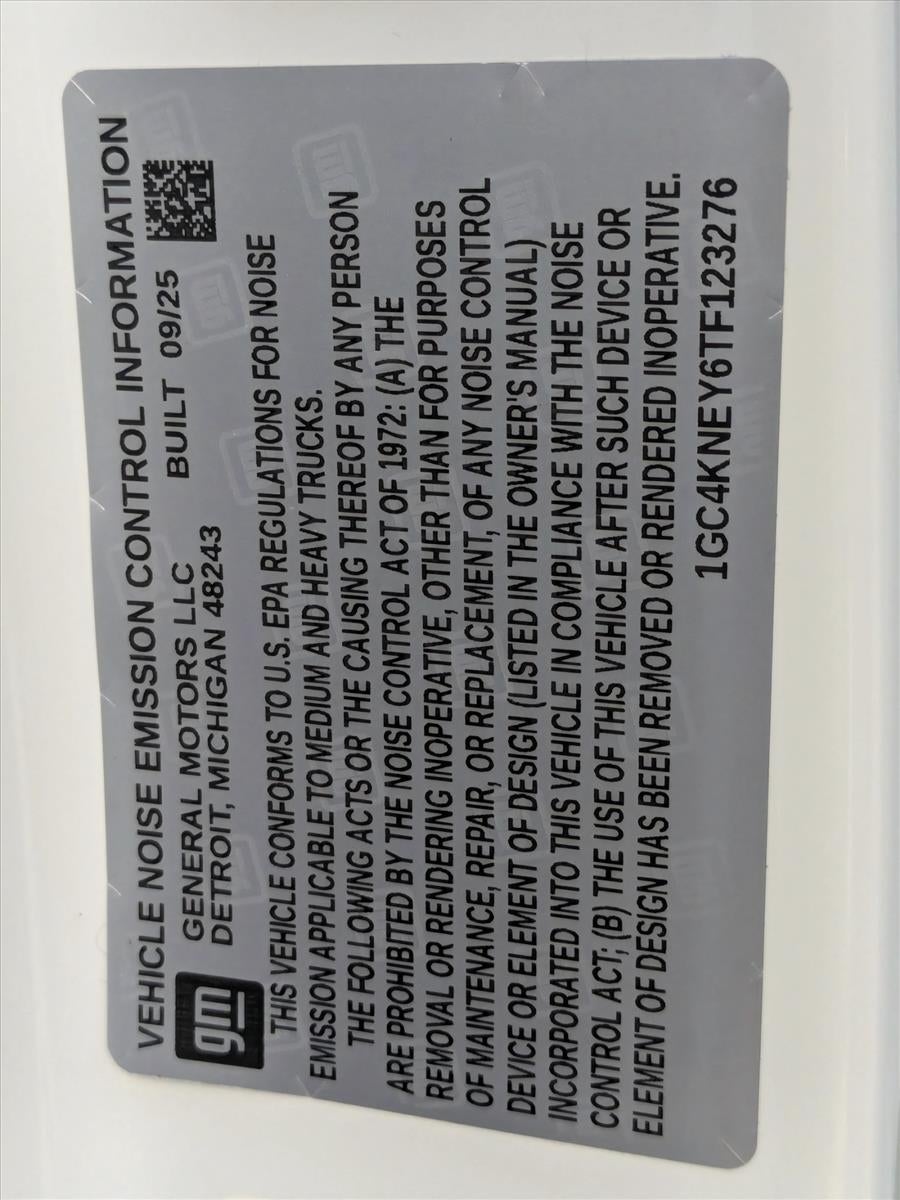 VEHICLE NOISE EMISSION CONTROL INFORMATION
gm
GENERAL MOTORS LLC BUILT 09/25
DETROIT, MICHIGAN 48243
THIS VEHICLE CONFORMS TO U.S. EPA REGULATIONS FOR NOISE
EMISSION APPLICABLE TO MEDIUM AND HEAVY TRUCKS.
THE FOLLOWING ACTS OR THE CAUSING THEREOF BY ANY PERSON
ARE PROHIBITED BY THE NOISE CONTROL ACT OF 1972: (A) THE
REMOVAL OR RENDERING INOPERATIVE, OTHER THAN FOR PURPOSES
OF MAINTENANCE, REPAIR, OR REPLACEMENT, OF ANY NOISE CONTROL
DEVICE OR ELEMENT OF DESIGN (LISTED IN THE OWNER'S MANUAL)
INCORPORATED INTO THIS VEHICLE IN COMPLIANCE WITH THE NOISE
CONTROL ACT; (B) THE USE OF THIS VEHICLE AFTER SUCH DEVICE OR
ELEMENT OF DESIGN HAS BEEN REMOVED OR RENDERED INOPERATIVE.
1GC4KNEY6TF123276